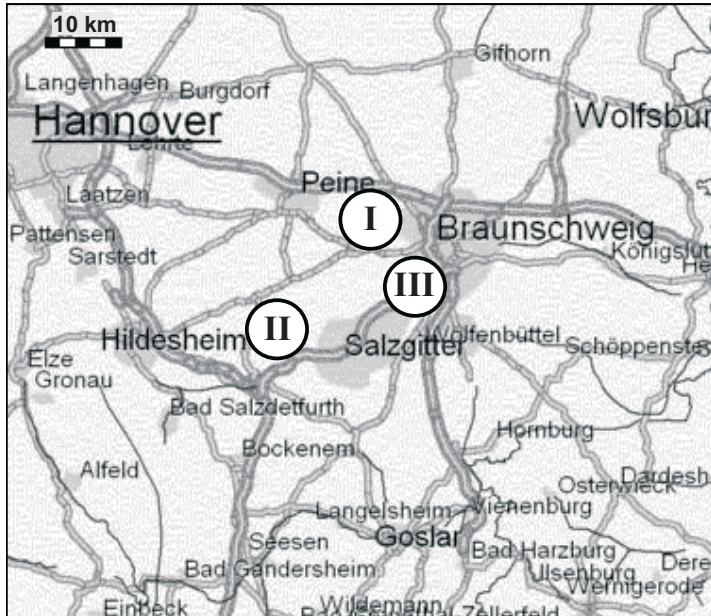 10 km
Gifhorn
Langenhagen
Burgdorf
Hannover
Wolfsbur
Lehrte
Peine
Laatzen
I
Braunschweig
Pattensen
Sarstedt
Königslut
He
III
II
Hildesheim
Salzgitter
Wolfenbüttel
Schöppenste
Elze
Gronau
Bad Salzdetfurth
Hornburg
Bockenem
Alfeld
Dardesh
Osterwieck
Langelsheim
Vienenburg
Goslar
Seesen
Bad Harzburg
Bad Gandersheim
Ilsenburg
Dere
Wernigerode
Einbeck
Wildemann
Zellerfeld